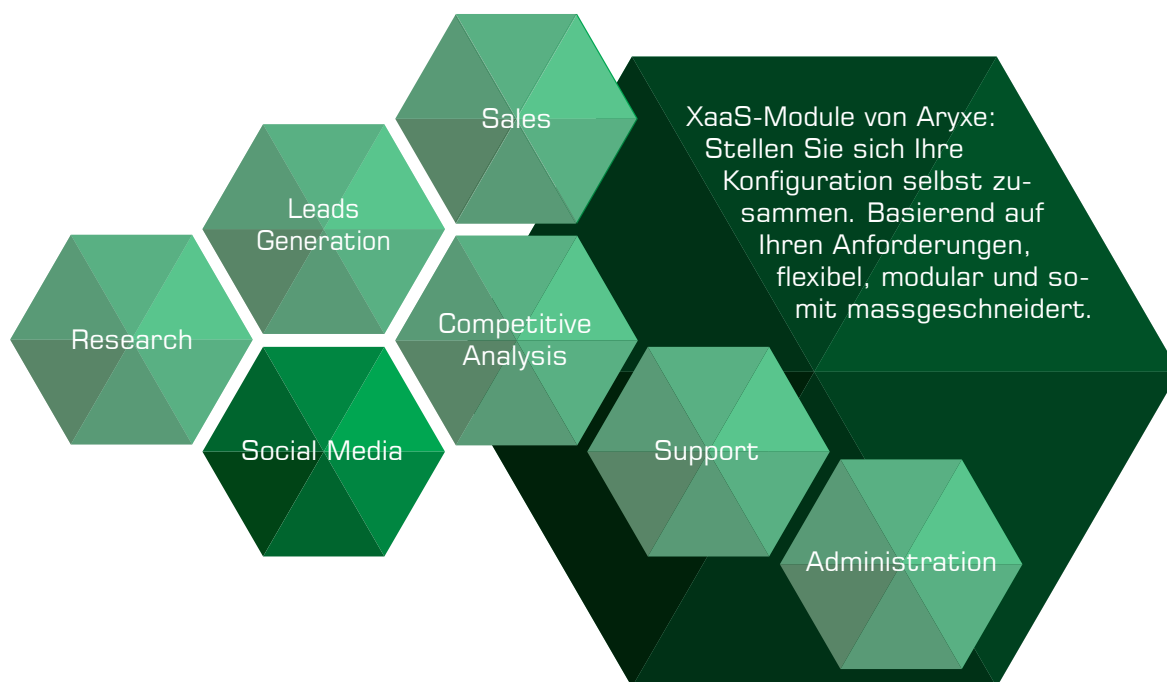 Sales
XaaS-Module von Aryxe:
Stellen Sie sich Ihre
Konfiguration selbst zu-
sammen. Basierend auf
Ihren Anforderungen,
flexibel, modular und so-
mit massgeschneidert.
Leads
Generation
Research
Competitive
Analysis
Social Media
Support
Administration